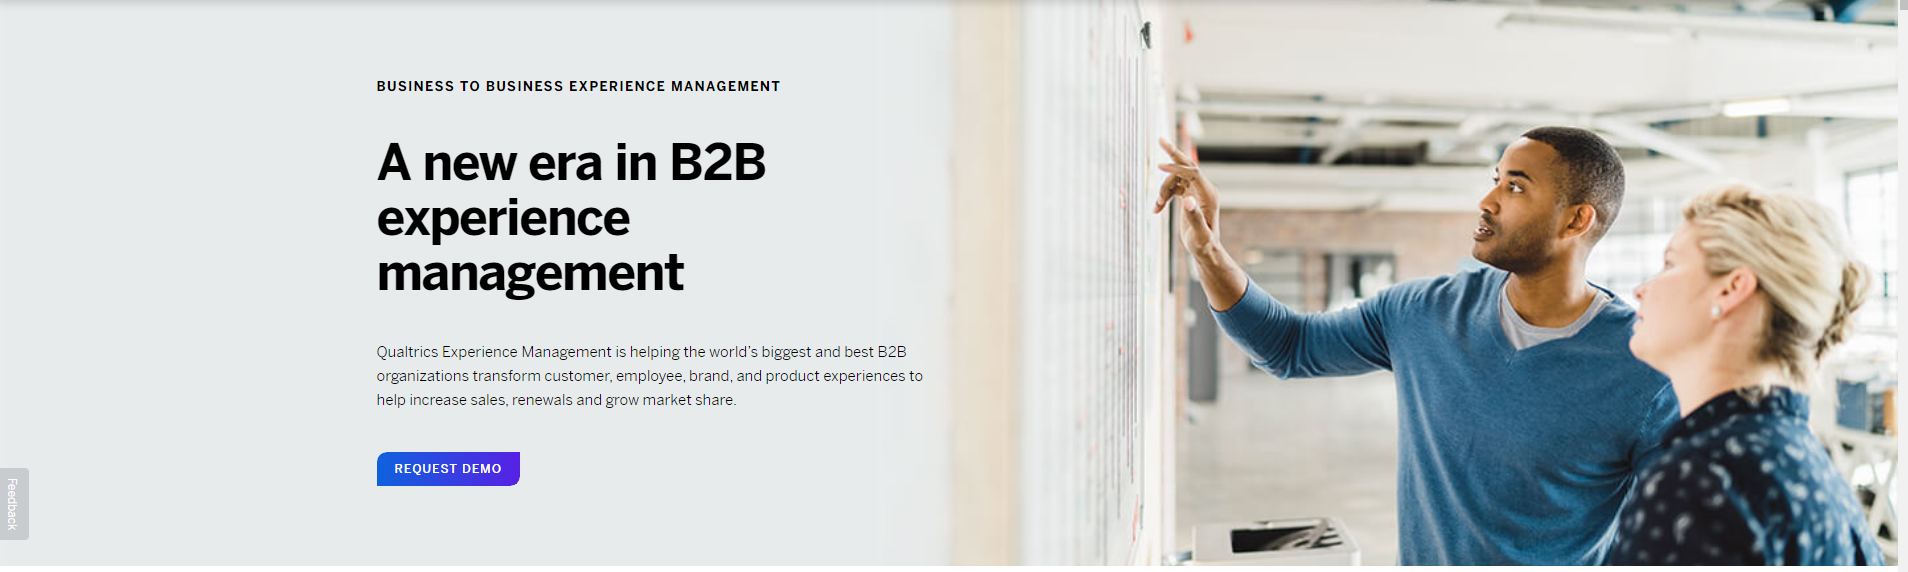 BUSINESS TO BUSINESS EXPERIENCE MANAGEMENT
A new era in B2B
experience
management
Qualtrics Experience Management is helping the world's biggest and best B2B
organizations transform customer, employee, brand, and product experiences to
help increase sales, renewals and grow market share.
REQUEST DEMO
Feedback